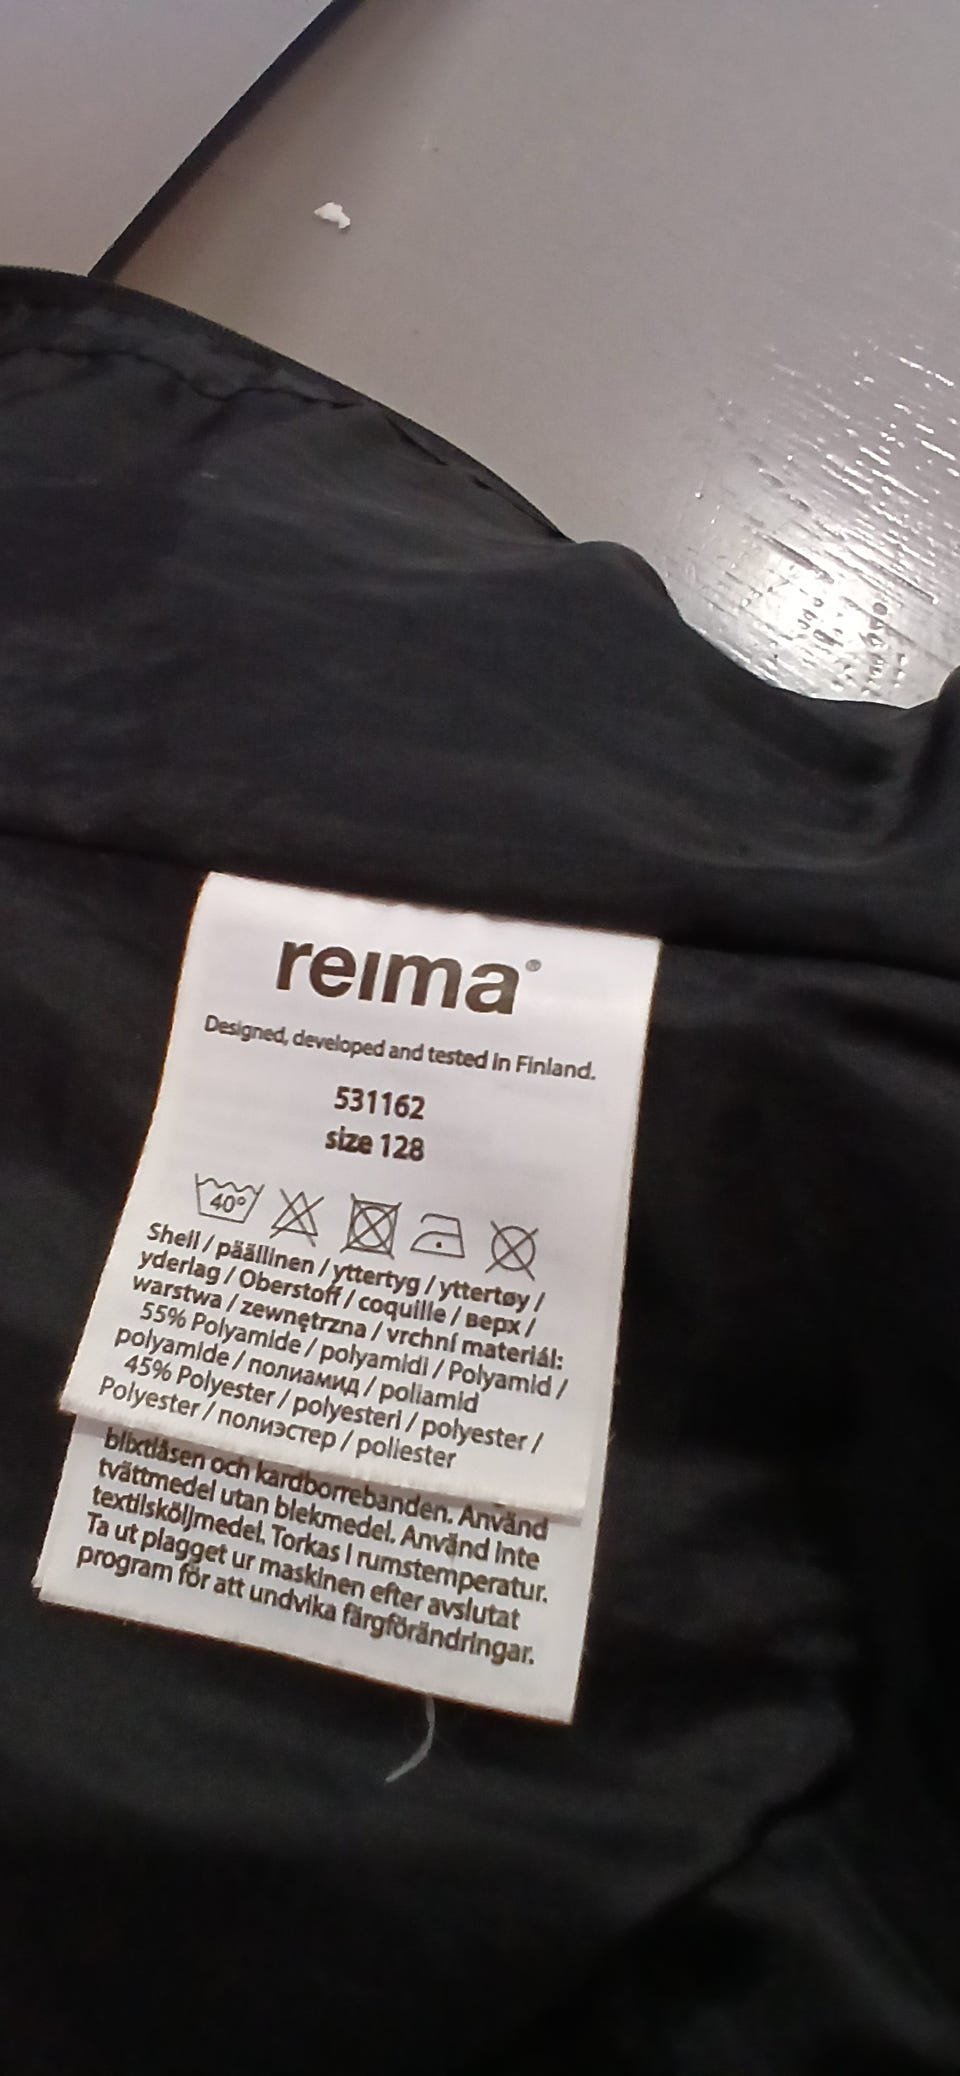 reima®
Designed, developed and tested in Finland.
531162
size 128
40°
Shell / päällinen / yttertyg / yttertøy /
yderlag / Oberstoff / coquille / верх /
warstwa / zewnętrzna / vrchní materiál:
55% Polyamide / polyamidi / Polyamid /
polyamide / полиамид / poliamid
45% Polyester / polyesteri / polyester /
Polyester / полиэстер / poliester
blixtlåsen och kardborrebanden. Använd
tvättmedel utan blekmedel. Använd inte
textilsköljmedel. Torkas i rumstemperatur.
Ta ut plagget ur maskinen efter avslutat
program för att undvika färgförändringar.